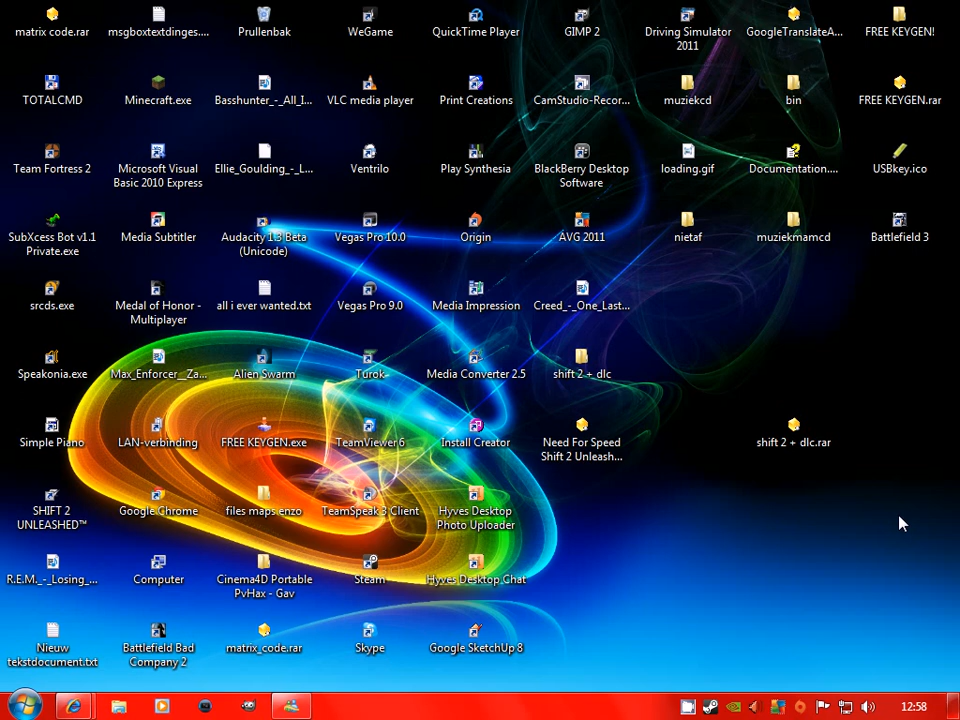 matrix code.rar
msgboxtextdinges....
Prullenbak
WeGame
QuickTime Player
GIMP 2
Driving Simulator
2011
GoogleTranslateA...
FREE KEYGEN!
TOTALCMD
Minecraft.exe
Basshunter_-_All_I...
VLC media player
Print Creations
CamStudio-Recor...
muziekcd
bin
FREE KEYGEN.rar
Team Fortress 2
Microsoft Visual
Basic 2010 Express
Ellie_Goulding_-_L...
Ventrilo
Play Synthesia
BlackBerry Desktop
Software
loading.gif
Documentation....
USBkey.ico
SubXcess Bot v1.1
Private.exe
Media Subtitler
Audacity 1.3 Beta
(Unicode)
Vegas Pro 10.0
Origin
AVG 2011
nietaf
muziekmamcd
Battlefield 3
srcds.exe
Medal of Honor -
Multiplayer
all i ever wanted.txt
Vegas Pro 9.0
Media Impression
Creed_-_One_Last...
Speakonia.exe
Max_Enforcer__Za...
Alien Swarm
Turok
Media Converter 2.5
shift 2 + dlc
Simple Piano
LAN-verbinding
FREE KEYGEN.exe
TeamViewer 6
Install Creator
Need For Speed
Shift 2 Unleash...
shift 2 + dlc.rar
SHIFT 2
UNLEASHED™
Google Chrome
files maps enzo
TeamSpeak 3 Client
Hyves Desktop
Photo Uploader
R.E.M._-_Losing_...
Computer
Cinema4D Portable
PvHax - Gav
Steam
Hyves Desktop Chat
Nieuw
tekstdocument.txt
Battlefield Bad
Company 2
matrix_code.rar
Skype
Google SketchUp 8
12:58